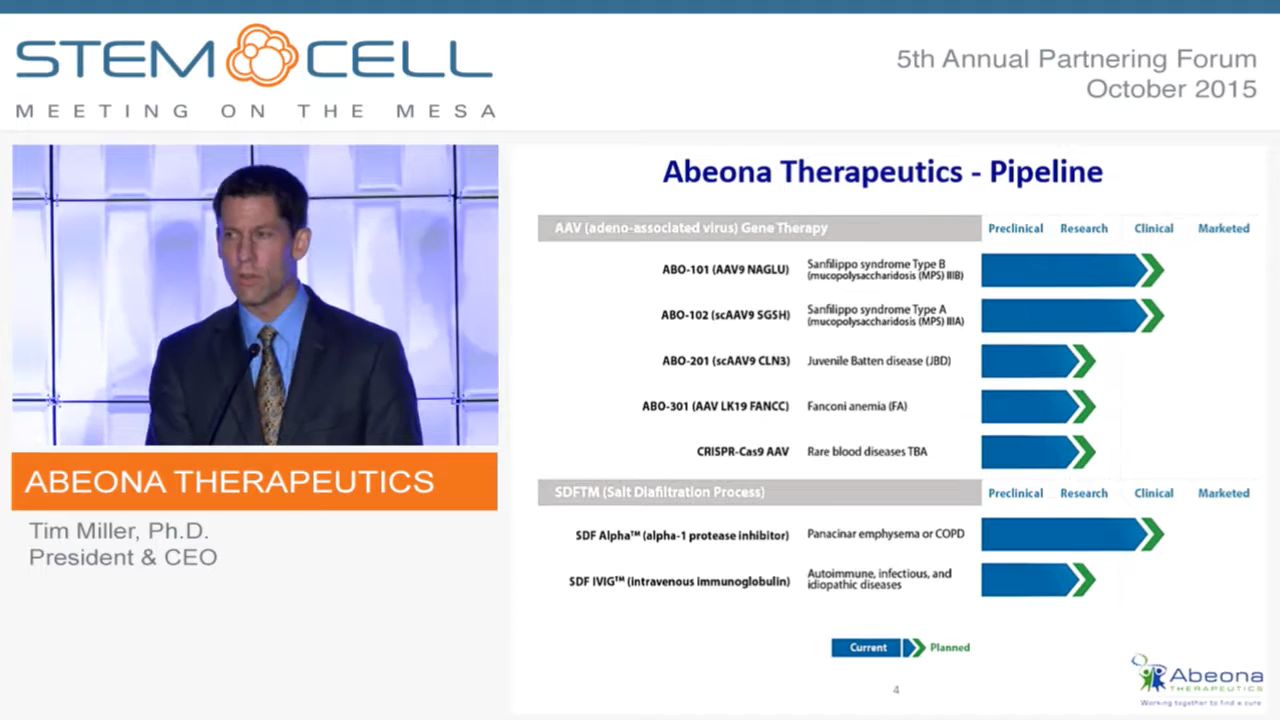 STEM CELL
MEETING ON THE MESA
5th Annual Partnering Forum
October 2015
ABEONA THERAPEUTICS
Tim Miller, Ph.D.
President & CEO
Abeona Therapeutics - Pipeline
AAV (adeno-associated virus) Gene Therapy
Preclinical Research Clinical Marketed
ABO-101 (AAV9 NAGLU)
Sanfilippo syndrome Type B
(mucopolysaccharidosis (MPS) IIIB)
ABO-102 (scAAV9 SGSH)
Sanfilippo syndrome Type A
(mucopolysaccharidosis (MPS) IIIA)
ABO-201 (scAAV9 CLN3)
Juvenile Batten disease (JBD)
ABO-301 (AAV LK19 FANCC)
Fanconi anemia (FA)
CRISPR-Cas9 AAV
Rare blood diseases TBA
SDFTM (Salt Diafiltration Process)
Preclinical Research Clinical Marketed
SDF Alpha™ (alpha-1 protease inhibitor)
Panacinar emphysema or COPD
SDF IVIG™ (intravenous immunoglobulin)
Autoimmune, infectious, and
idiopathic diseases
Current Planned
4
Abeona
THERAPEUTICS
Working together to find a cure